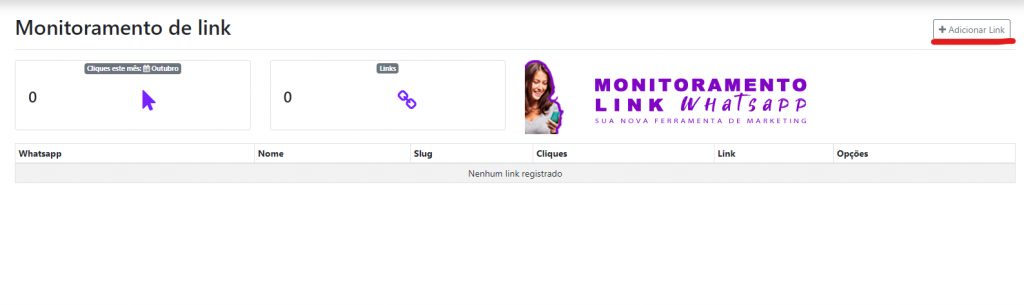 Monitoramento de link
Adicionar Link
Cliques este mês: Outubro
0
Links
0
MONITORAMENTO
LINK WHATSAPP
SUA NOVA FERRAMENTA DE MARKETING
Whatsapp Nome Slug Cliques Link Opções
Nenhum link registrado